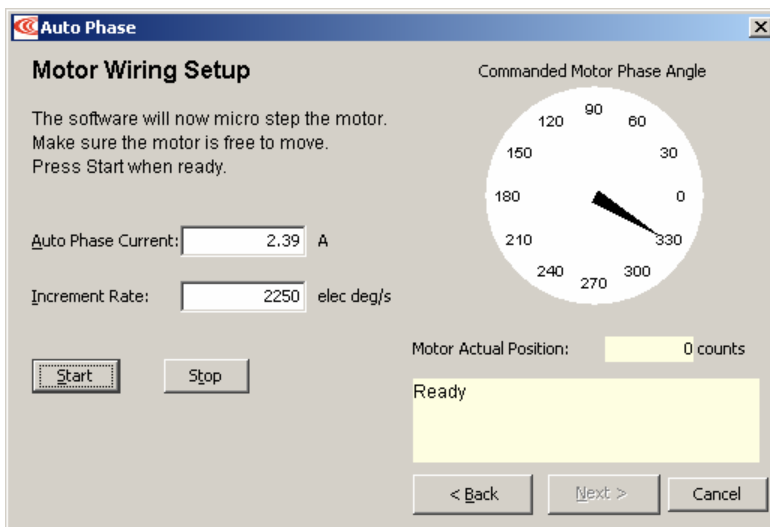 Auto Phase
Motor Wiring Setup
The software will now micro step the motor.
Make sure the motor is free to move.
Press Start when ready.
Auto Phase Current: 2.39 A
Increment Rate: 2250 elec deg/s
Start Stop
Commanded Motor Phase Angle
90
120 60
150 30
180 0
210 330
240 300
270
Motor Actual Position: 0 counts
Ready
< Back Next > Cancel